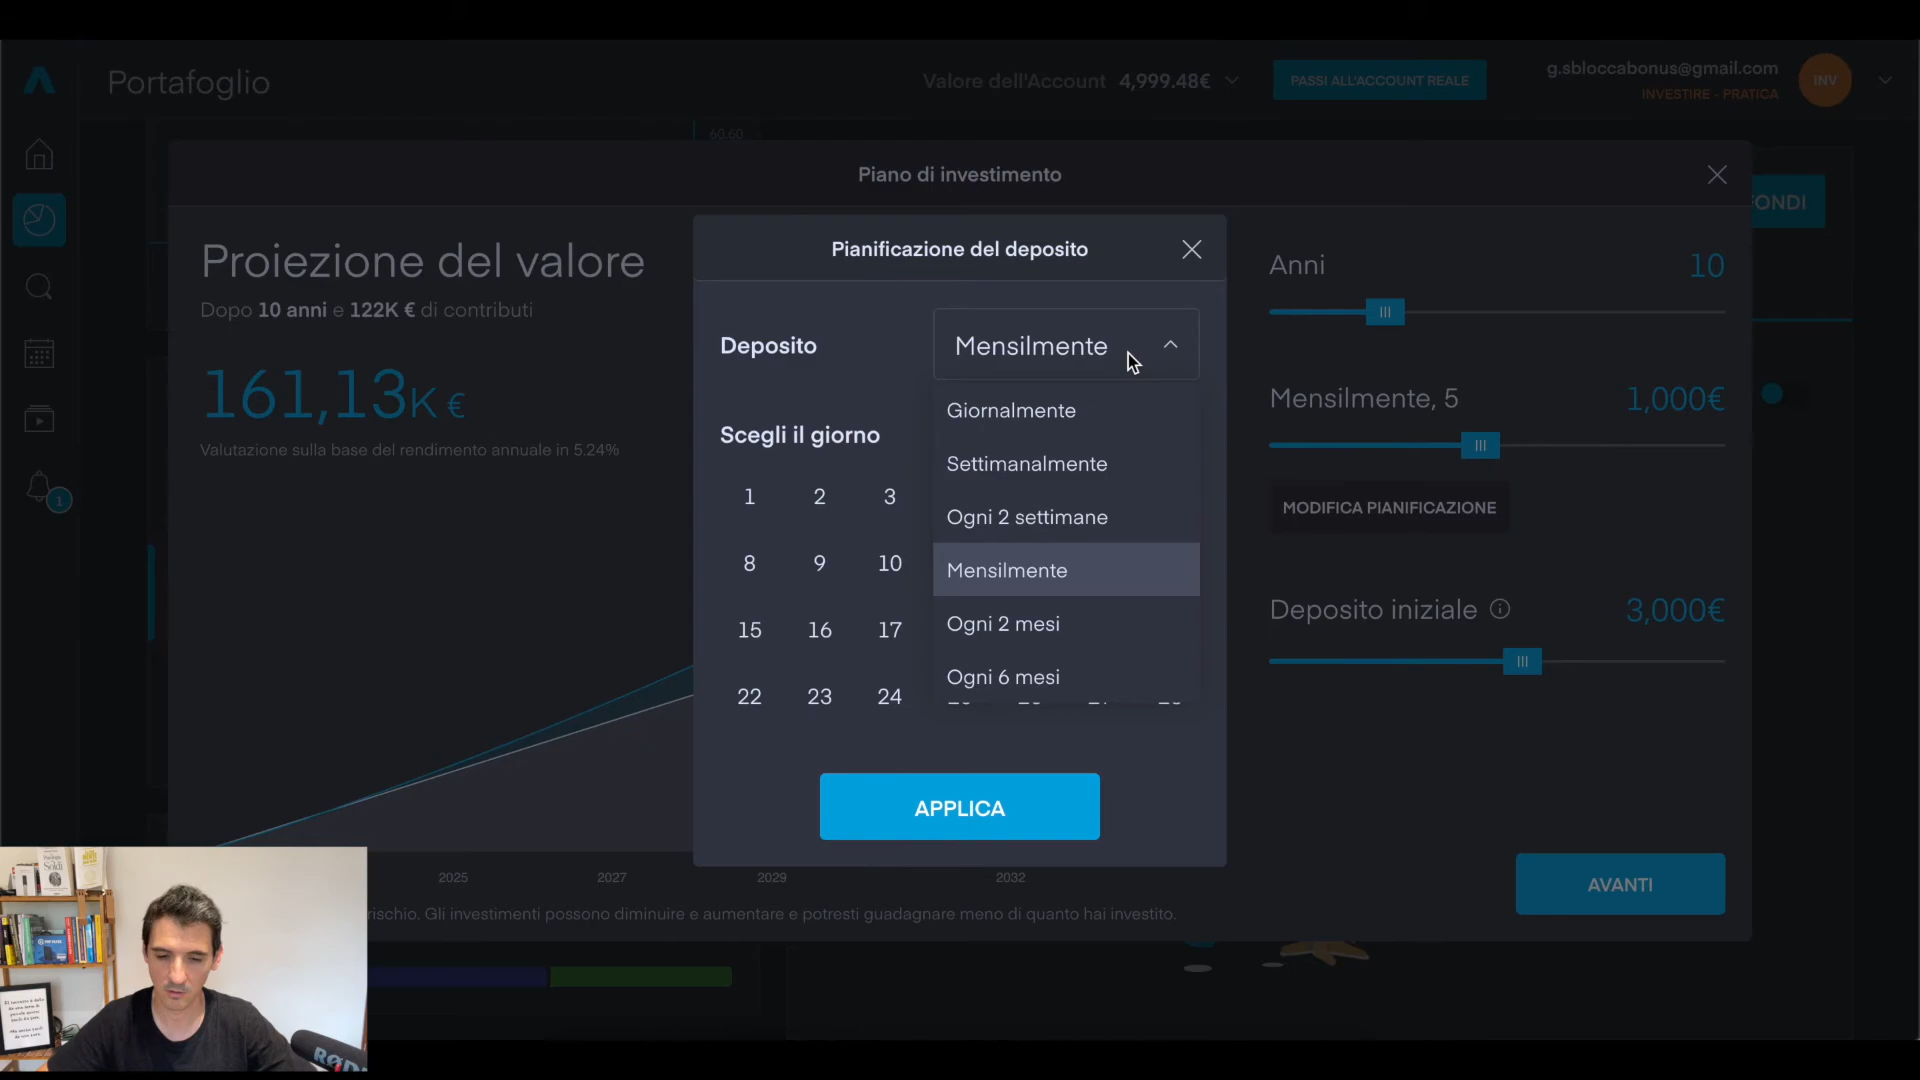 Portafoglio
Valore dell'Account 4,999.48€
PASSI ALL'ACCOUNT REALE
g.sbloccabonus@gmail.com
INVESTIRE - PRATICA
INV
60.60
Piano di investimento
FONDI
Proiezione del valore
Dopo 10 anni e 122K € di contributi
161,13K €
Valutazione sulla base del rendimento annuale in 5.24%
1
Pianificazione del deposito
Deposito
Mensilmente
Giornalmente
Settimanalmente
Ogni 2 settimane
Mensilmente
Ogni 2 mesi
Ogni 6 mesi
Scegli il giorno
1 2 3
8 9 10
15 16 17
22 23 24
APPLICA
Anni 10
Mensilmente, 5 1,000€
MODIFICA PIANIFICAZIONE
Deposito iniziale 3,000€
AVANTI
2025 2027 2029 2032
rischio. Gli investimenti possono diminuire e aumentare e potresti guadagnare meno di quanto hai investito.
Soldi